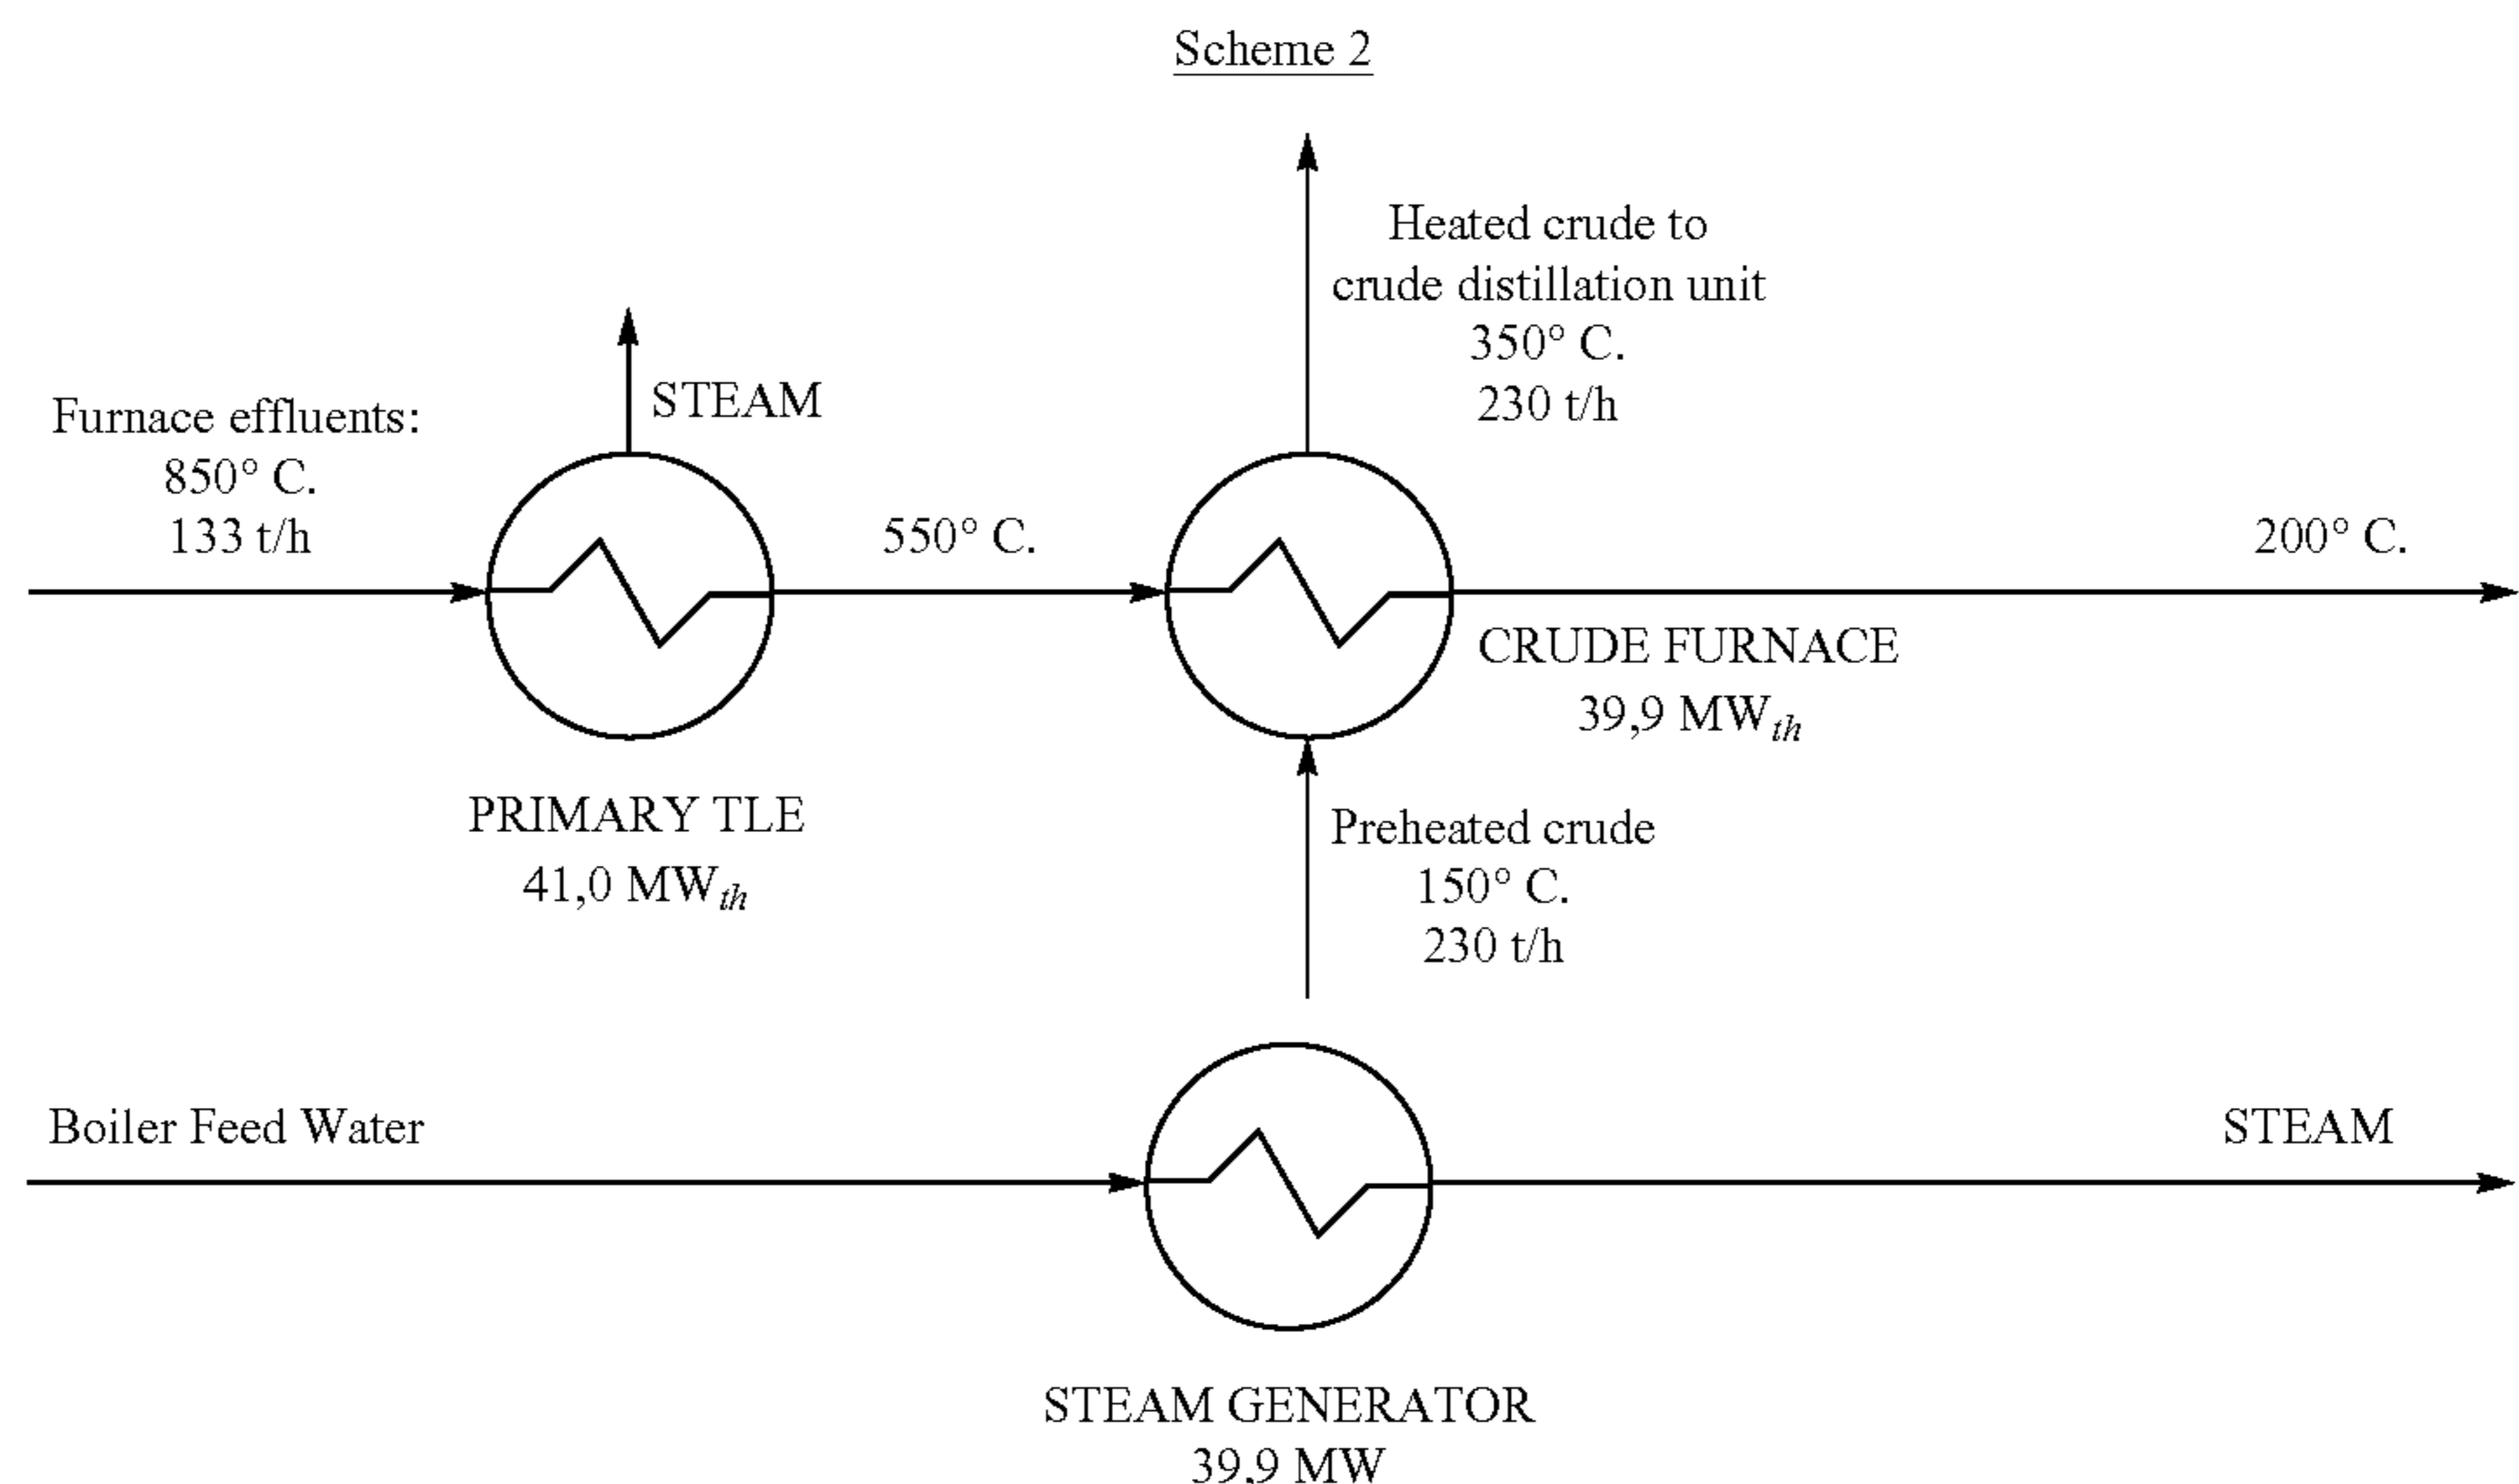 Scheme 2
Heated crude to
crude distillation unit
350° C.
230 t/h
STEAM
Furnace effluents:
850° C.
133 t/h
550° C.
200° C.
CRUDE FURNACE
39,9 MWth
PRIMARY TLE
41,0 MWth
Preheated crude
150° C.
230 t/h
Boiler Feed Water
STEAM
STEAM GENERATOR
39,9 MW